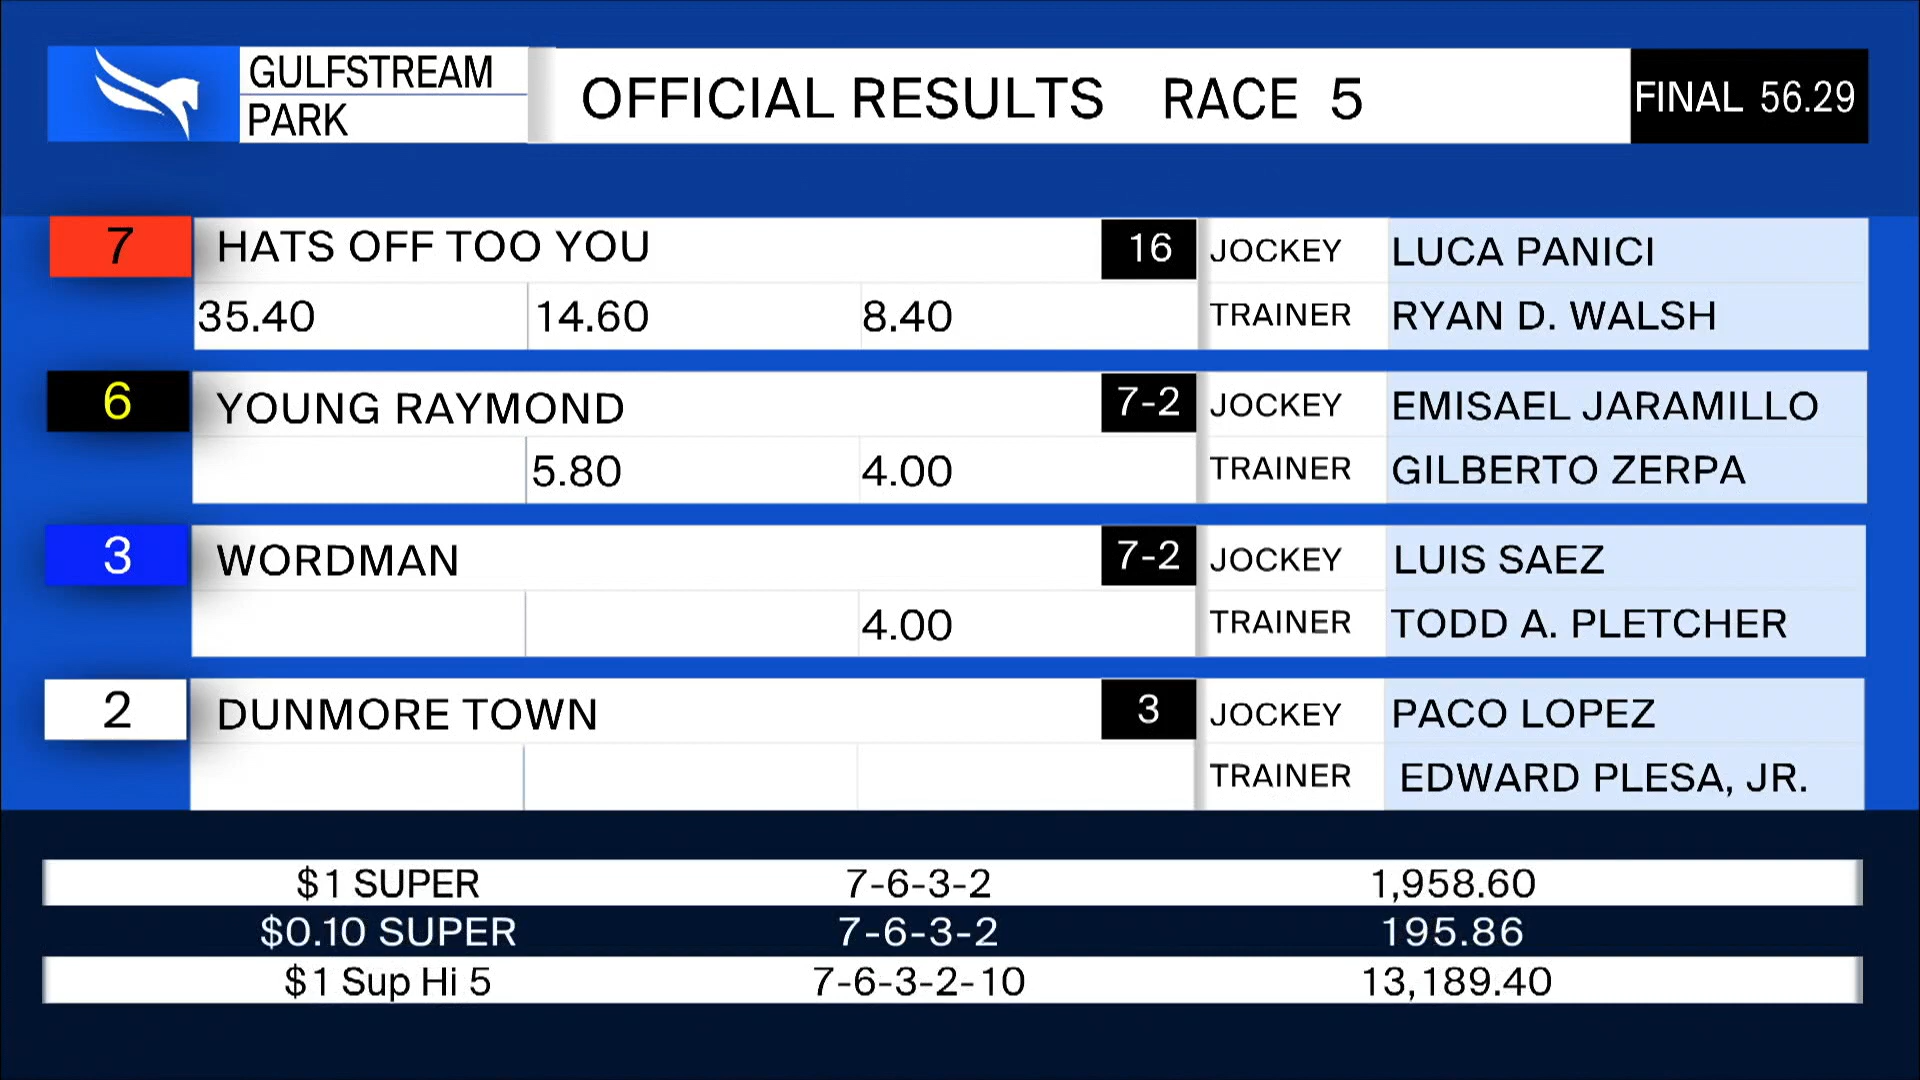 GULFSTREAM
PARK
OFFICIAL RESULTS RACE 5
FINAL 56.29
7 HATS OFF TOO YOU 16 JOCKEY LUCA PANICI
35.40 14.60 8.40 TRAINER RYAN D. WALSH
6 YOUNG RAYMOND 7-2 JOCKEY EMISAEL JARAMILLO
5.80 4.00 TRAINER GILBERTO ZERPA
3 WORDMAN 7-2 JOCKEY LUIS SAEZ
4.00 TRAINER TODD A. PLETCHER
2 DUNMORE TOWN 3 JOCKEY PACO LOPEZ
TRAINER EDWARD PLESA, JR.
$1 SUPER 7-6-3-2 1,958.60
$0.10 SUPER 7-6-3-2 195.86
$1 Sup Hi 5 7-6-3-2-10 13,189.40